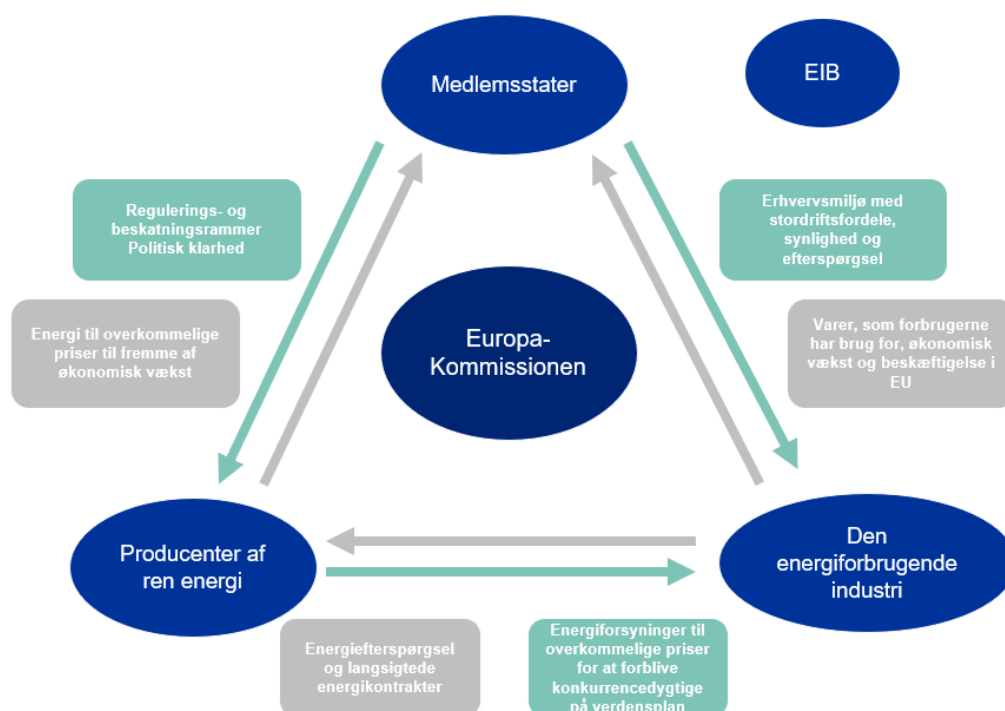 Medlemsstater
EIB
Regulerings- og
beskatningsrammer
Politisk klarhed
Erhvervsmiljø med
stordriftsfordele,
synlighed og
efterspørgsel
Energi til overkommelige
priser til fremme af
økonomisk vækst
Europa-
Kommissionen
Varer, som forbrugerne
har brug for, økonomisk
vækst og beskæftigelse i
EU
Producenter af
ren energi
Den
energiforbrugende
industri
Energiefterspørgsel
og langsigtede
energikontrakter
Energiforsyninger til
overkommelige priser
for at forblive
konkurrencedygtige
på verdensplan